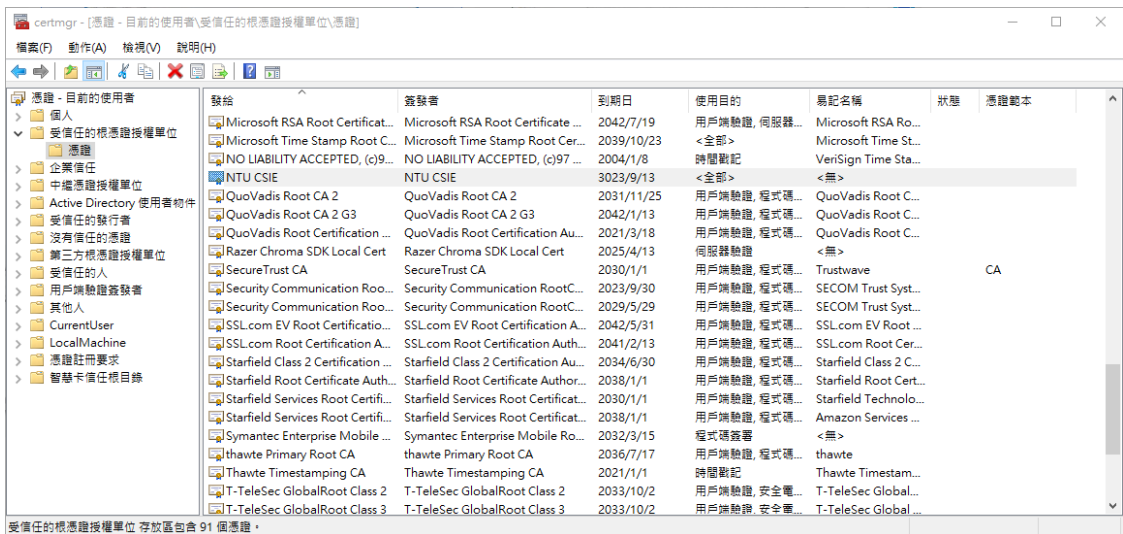 certmgr - [憑證 - 目前的使用者\受信任的根憑證授權單位\憑證]
檔案(F) 動作(A) 檢視(V) 說明(H)
憑證 - 目前的使用者
個人
受信任的根憑證授權單位
憑證
企業信任
中繼憑證授權單位
Active Directory 使用者物件
受信任的發行者
沒有信任的憑證
第三方根憑證授權單位
受信任的人
用戶端驗證簽發者
其他人
CurrentUser
LocalMachine
憑證註冊要求
智慧卡信任根目錄
發給 簽發者 到期日 使用目的 易記名稱 狀態 憑證範本
Microsoft RSA Root Certificat... Microsoft RSA Root Certificate ... 2042/7/19 用戶端驗證, 伺服器... Microsoft RSA Ro...
Microsoft Time Stamp Root C... Microsoft Time Stamp Root Cer... 2039/10/23 <全部> Microsoft Time St...
NO LIABILITY ACCEPTED, (c)9... NO LIABILITY ACCEPTED, (c)97 ... 2004/1/8 時間戳記 VeriSign Time Sta...
NTU CSIE NTU CSIE 3023/9/13 <全部> <無>
QuoVadis Root CA 2 QuoVadis Root CA 2 2031/11/25 用戶端驗證, 程式碼... QuoVadis Root C...
QuoVadis Root CA 2 G3 QuoVadis Root CA 2 G3 2042/1/13 用戶端驗證, 程式碼... QuoVadis Root C...
QuoVadis Root Certification ... QuoVadis Root Certification Au... 2021/3/18 用戶端驗證, 程式碼... QuoVadis Root C...
Razer Chroma SDK Local Cert Razer Chroma SDK Local Cert 2025/4/13 伺服器驗證 <無>
SecureTrust CA SecureTrust CA 2030/1/1 用戶端驗證, 程式碼... Trustwave CA
Security Communication Roo... Security Communication RootC... 2023/9/30 用戶端驗證, 程式碼... SECOM Trust Syst...
Security Communication Roo... Security Communication RootC... 2029/5/29 用戶端驗證, 程式碼... SECOM Trust Syst...
SSL.com EV Root Certificatio... SSL.com EV Root Certification A... 2042/5/31 用戶端驗證, 程式碼... SSL.com EV Root ...
SSL.com Root Certification A... SSL.com Root Certification Auth... 2041/2/13 用戶端驗證, 程式碼... SSL.com Root Cer...
Starfield Class 2 Certification ... Starfield Class 2 Certification Au... 2034/6/30 用戶端驗證, 程式碼... Starfield Class 2 C...
Starfield Root Certificate Auth... Starfield Root Certificate Author... 2038/1/1 用戶端驗證, 程式碼... Starfield Root Cert...
Starfield Services Root Certifi... Starfield Services Root Certificat... 2030/1/1 用戶端驗證, 程式碼... Starfield Technolo...
Starfield Services Root Certifi... Starfield Services Root Certificat... 2038/1/1 用戶端驗證, 程式碼... Amazon Services ...
Symantec Enterprise Mobile ... Symantec Enterprise Mobile Ro... 2032/3/15 程式碼簽署 <無>
thawte Primary Root CA thawte Primary Root CA 2036/7/17 用戶端驗證, 程式碼... thawte
Thawte Timestamping CA Thawte Timestamping CA 2021/1/1 時間戳記 Thawte Timestam...
T-TeleSec GlobalRoot Class 2 T-TeleSec GlobalRoot Class 2 2033/10/2 用戶端驗證, 安全電... T-TeleSec Global...
T-TeleSec GlobalRoot Class 3 T-TeleSec GlobalRoot Class 3 2033/10/2 用戶端驗證, 安全電... T-TeleSec Global ...
受信任的根憑證授權單位 存放區包含 91 個憑證。